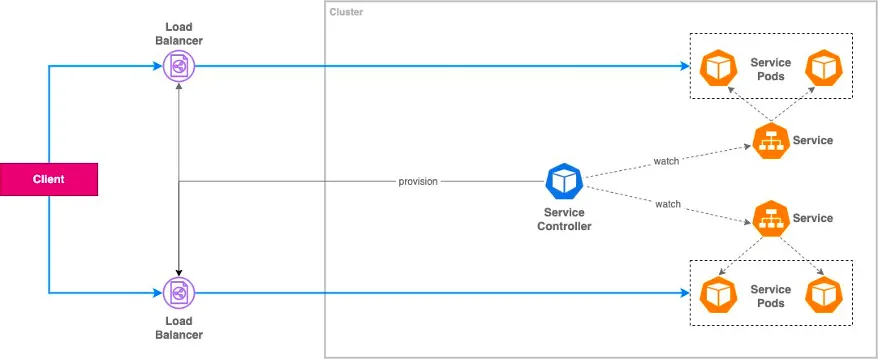 Cluster
Load
Balancer
Service
Pods
Service
watch
Client
provision
Service
Controller
watch
Service
Service
Pods
Load
Balancer